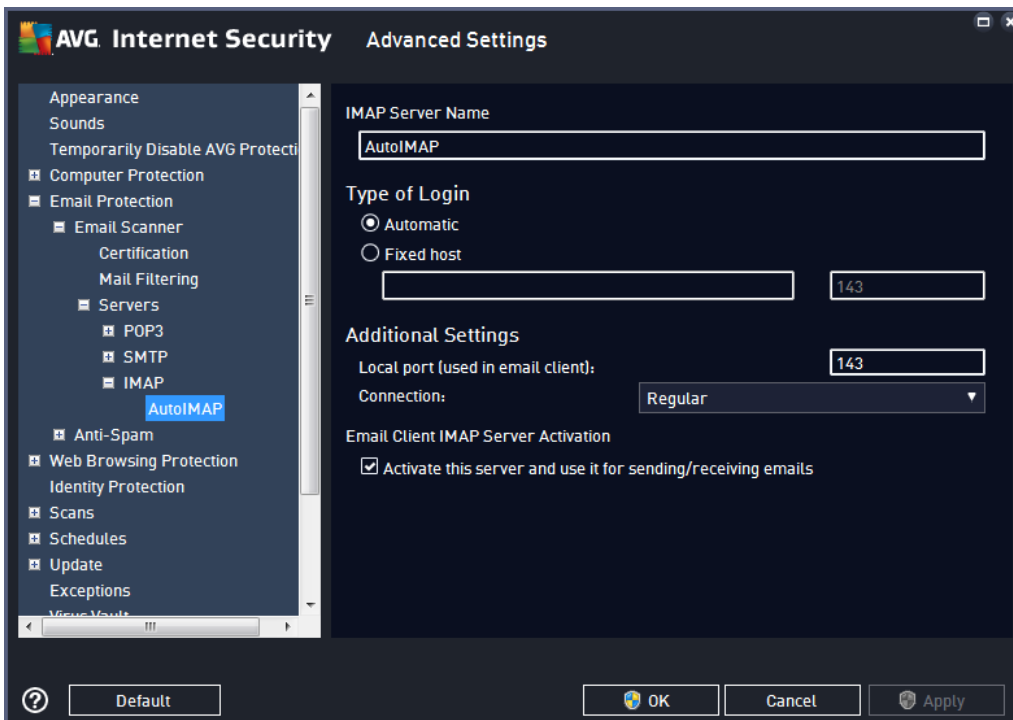 AVG. Internet Security Advanced Settings
Appearance
Sounds
Temporarily Disable AVG Protecti
Computer Protection
Email Protection
Email Scanner
Certification
Mail Filtering
Servers
POP3
SMTP
IMAP
AutoIMAP
Anti-Spam
Web Browsing Protection
Identity Protection
Scans
Schedules
Update
Exceptions
Virus Vault
IMAP Server Name
AutoIMAP
Type of Login
Automatic
Fixed host
143
Additional Settings
Local port (used in email client): 143
Connection: Regular
Email Client IMAP Server Activation
Activate this server and use it for sending/receiving emails
? Default OK Cancel Apply